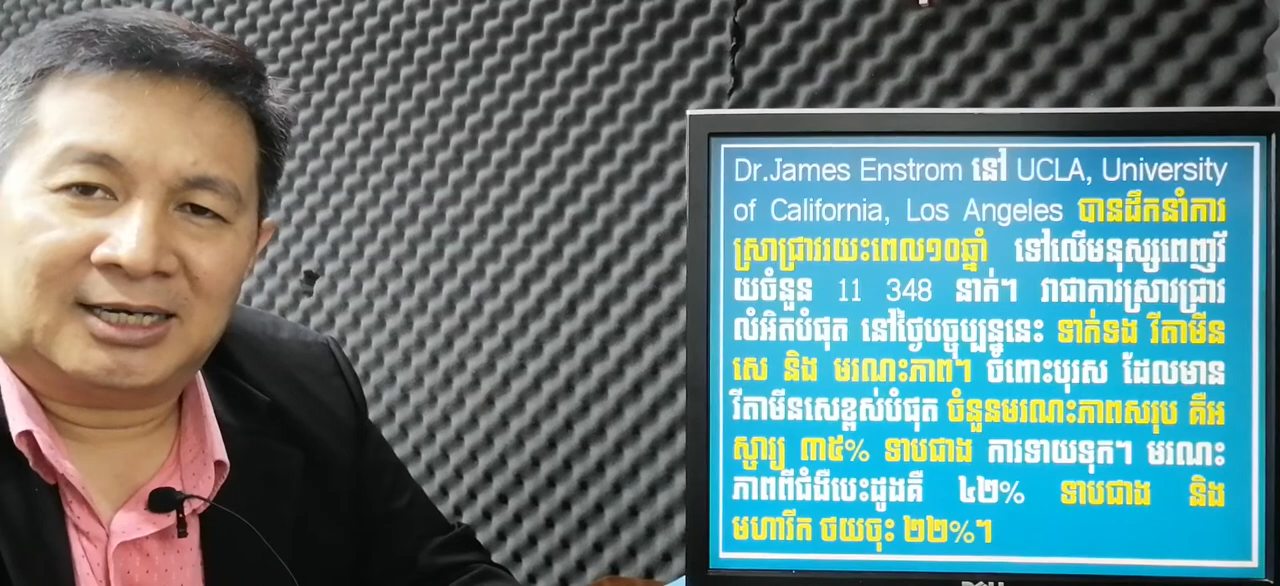 Dr.James Enstrom នៅ UCLA, University
of California, Los Angeles បានដឹកនាំការ
ស្រាវជ្រាវរយះពេល១០ឆ្នាំ ទៅលើមនុស្សពេញវ័
យចំនួន 11 348 នាក់។ វាជាការស្រាវជ្រាវ
លំអិតបំផុត នៅថ្ងៃបច្ចុប្បន្ននេះ ទាក់ទង វីតាមីន
សេ និង មរណះភាព។ ចំពោះបុរស ដែលមាន
វីតាមីនសេខ្ពស់បំផុត ចំនួនមរណះភាពសរុប គឺអ
ស្ចារ្យ ៣៥% ទាបជាង ការទាយទុក។ មរណះ
ភាពពីជំងឺបេះដូងគឺ ៤២% ទាបជាង និង
មហារីក ថយចុះ ២២%។